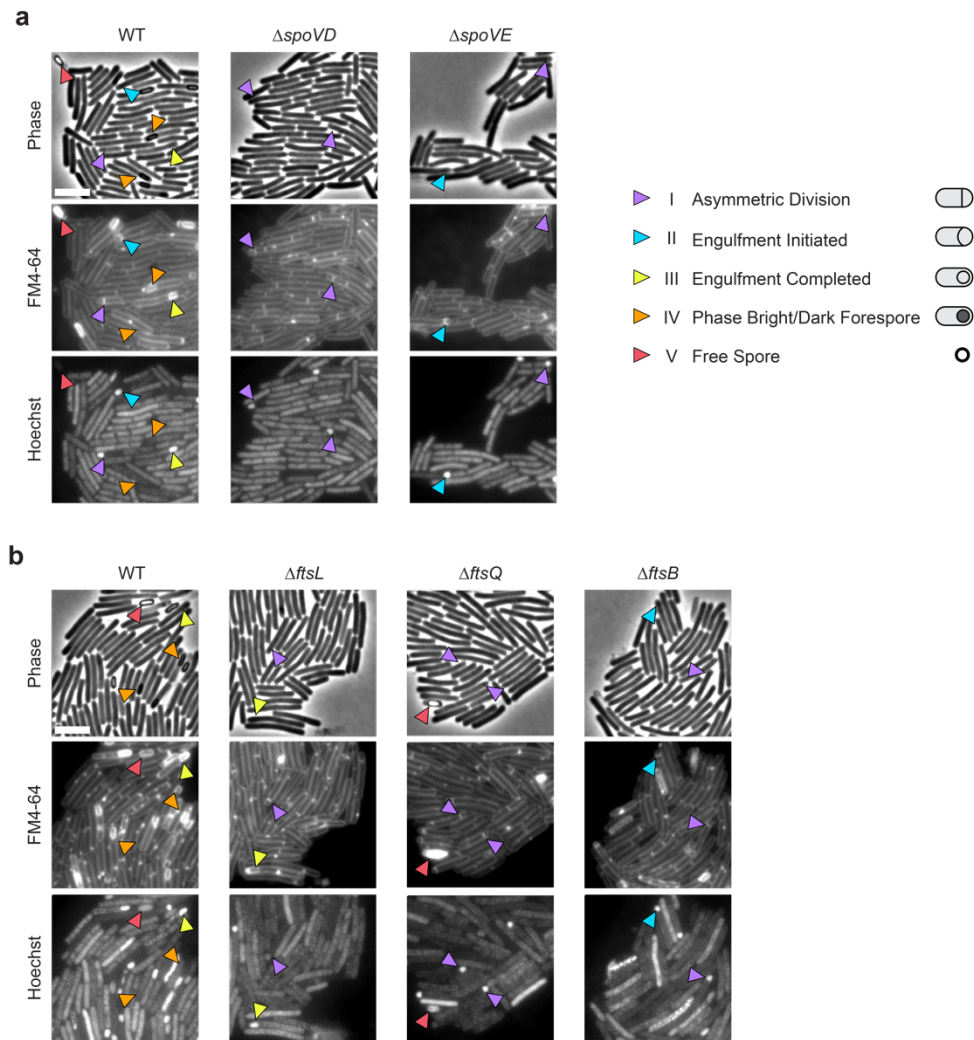 a
WT ΔspoVD ΔspoVE
Phase
FM4-64
Hoechst
I Asymmetric Division
II Engulfment Initiated
III Engulfment Completed
IV Phase Bright/Dark Forespore
V Free Spore
b
WT ΔftsL ΔftsQ ΔftsB
Phase
FM4-64
Hoechst